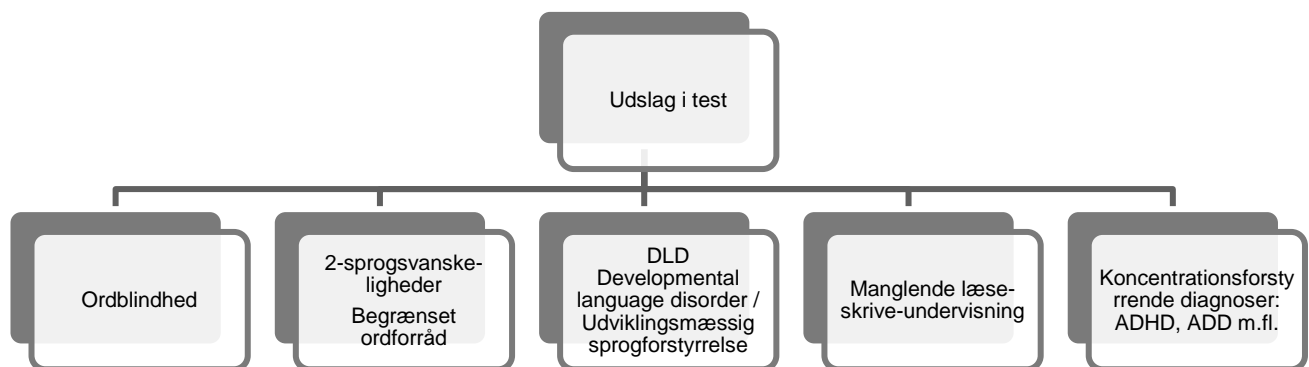 Udslag i test
Ordblindhed
2-sprogsvanske-
ligheder
Begrænset
ordforråd
DLD
Developmental
language disorder /
Udviklingsmæssig
sprogforstyrrelse
Manglende læse-
skrive-undervisning
Koncentrationsforsty
rrende diagnoser:
ADHD, ADD m.fl.